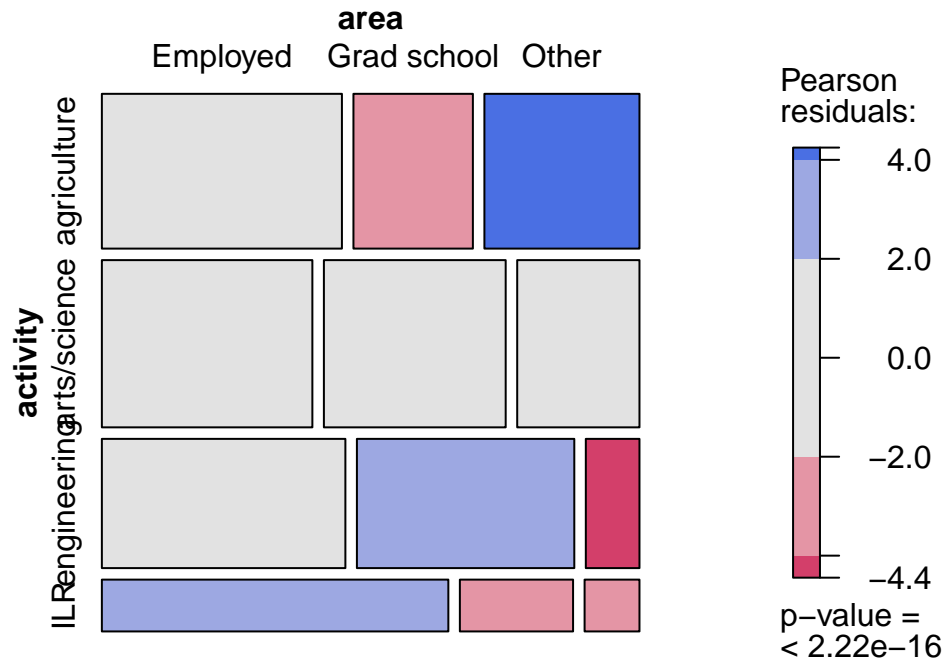 area
Employed Grad school Other
activity
agriculture
arts/science
engineering
ILR
Pearson
residuals:
4.0
2.0
0.0
−2.0
−4.4
p−value =
< 2.22e−16